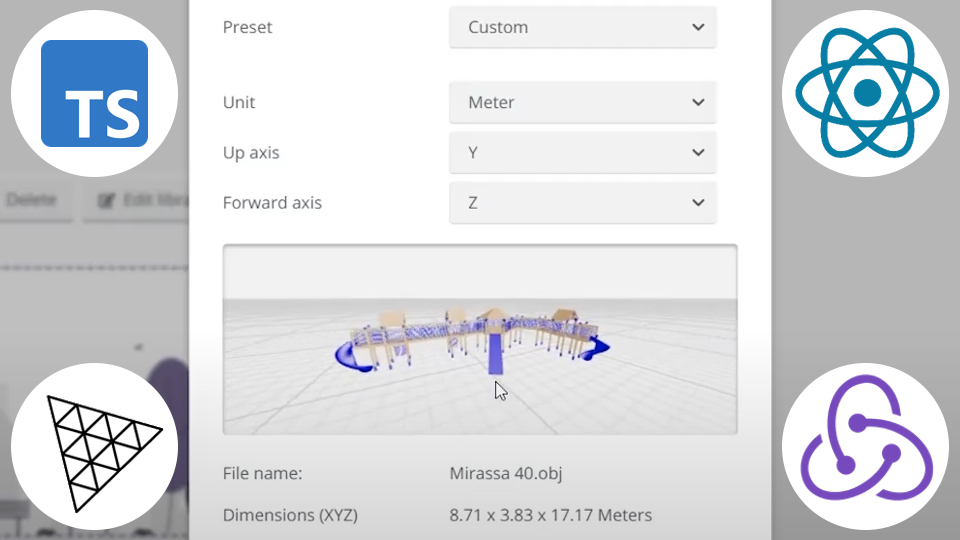 Preset Custom
TS
Unit Meter
Up axis Y
Delete Edit libra
Forward axis Z
File name: Mirassa 40.obj
Dimensions (XYZ) 8.71 x 3.83 x 17.17 Meters